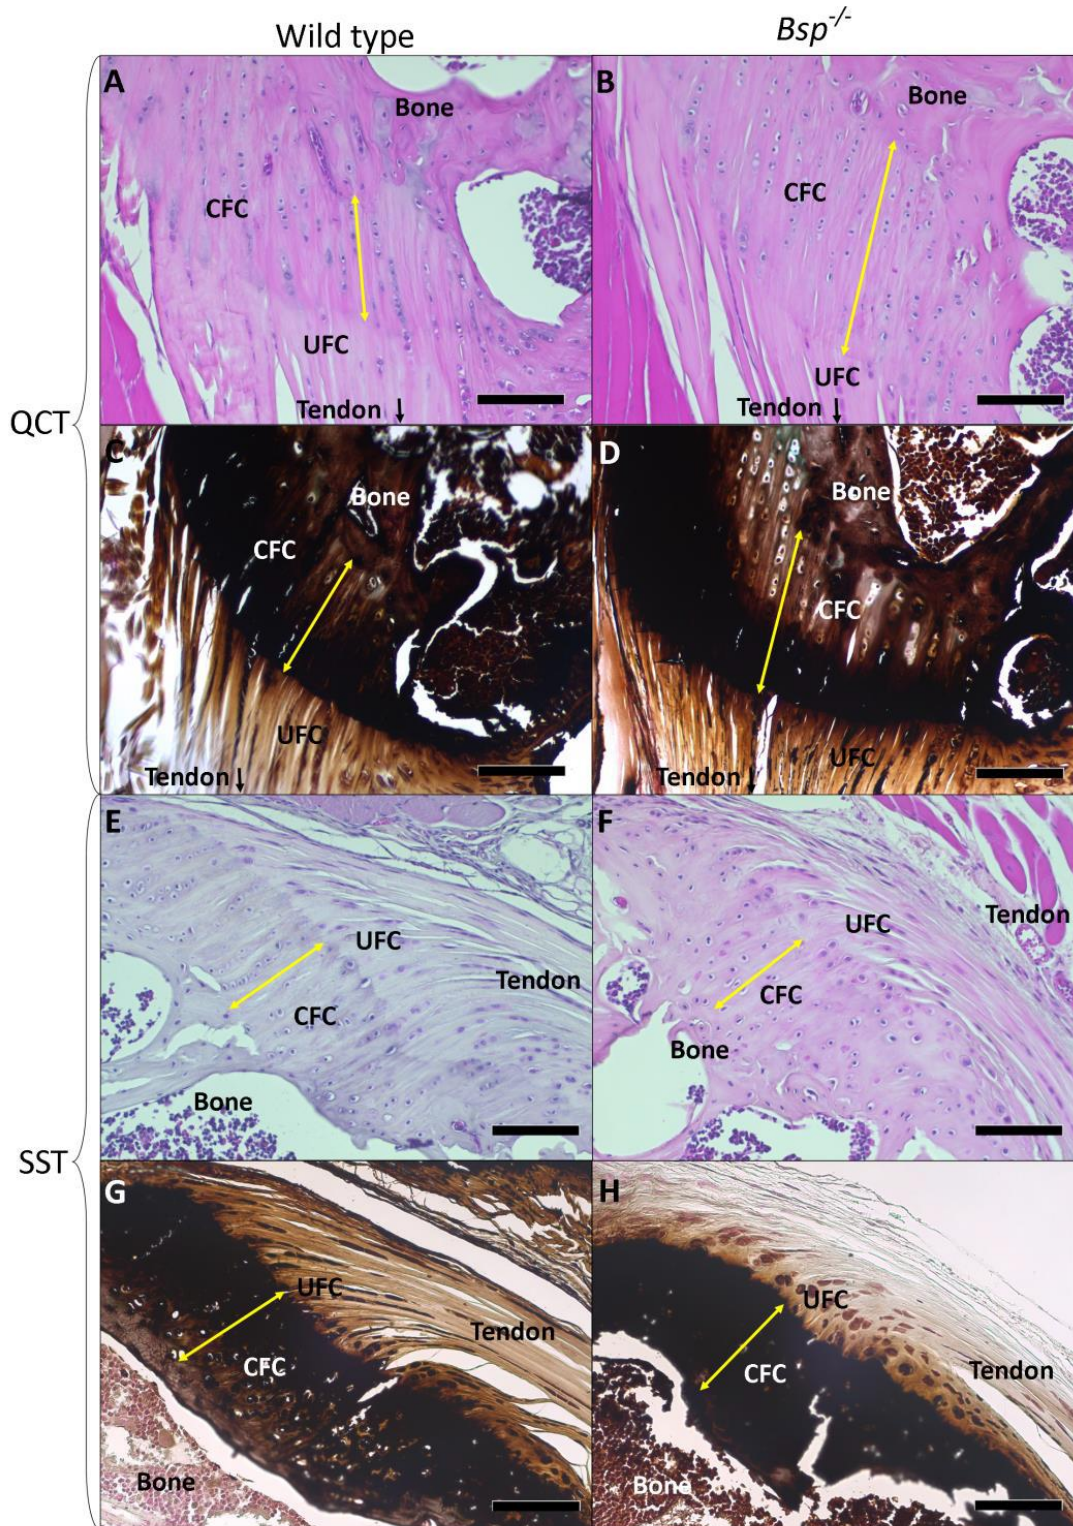 Wild type
Bsp-/-
QCT
A
Bone
CFC
UFC
Tendon ↓
B
Bone
CFC
UFC
Tendon ↓
C
Bone
CFC
UFC
Tendon ↓
D
Bone
CFC
UFC
Tendon ↓
SST
E
UFC
Tendon
CFC
Bone
F
UFC
Tendon
CFC
Bone
G
UFC
Tendon
CFC
Bone
H
UFC
CFC
Tendon
Bone